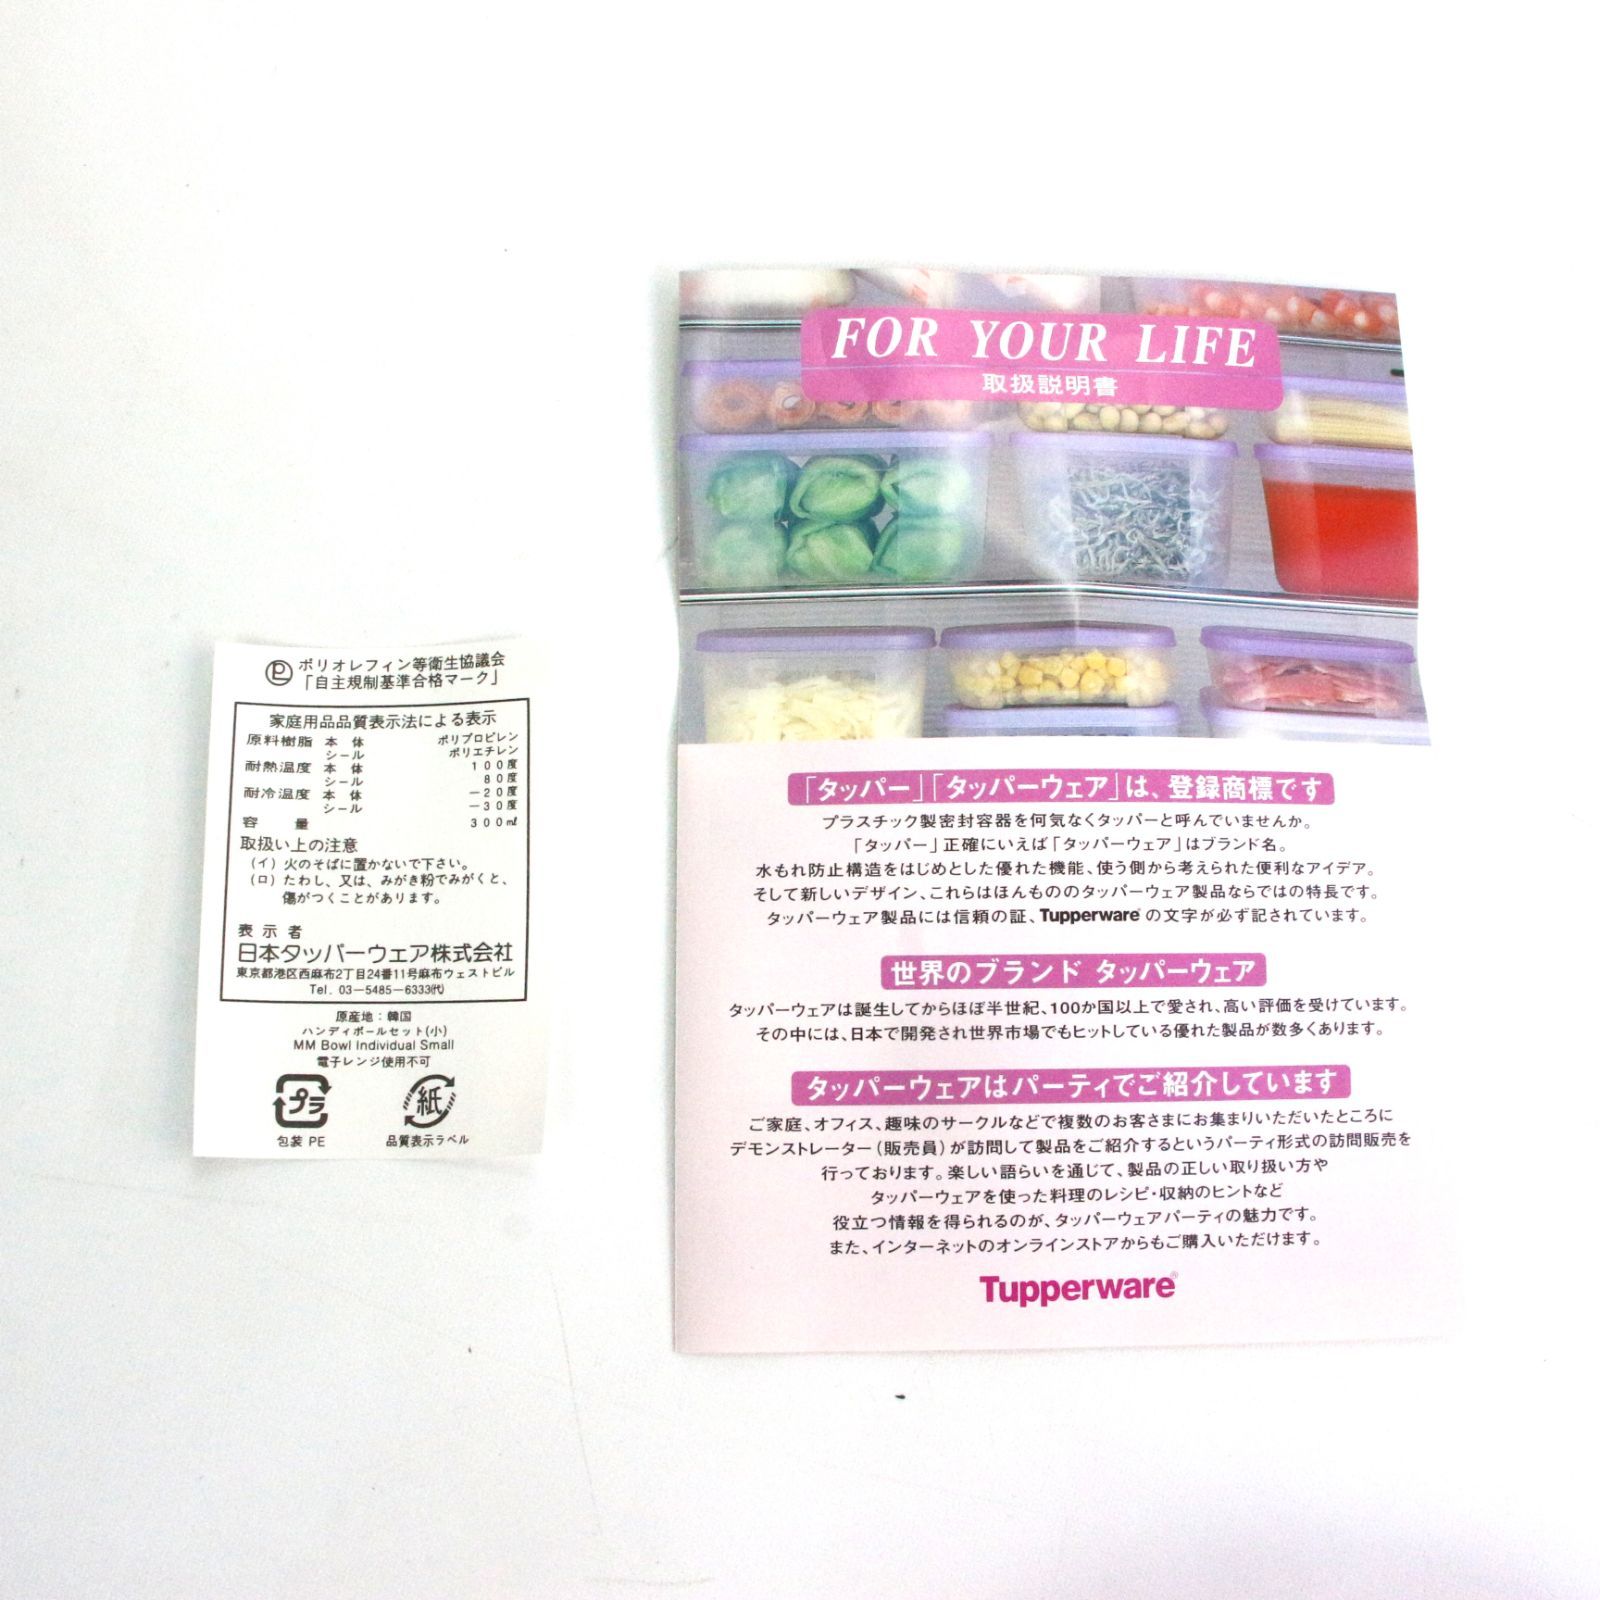 PL ポリオレフィン等衛生協議会
「自主規制基準合格マーク」
家庭用品品質表示法による表示
原料樹脂 本体 ポリプロピレン
シール ポリエチレン
耐熱温度 本体 100度
シール 80度
耐冷温度 本体 −20度
シール −30度
容量 300㎖
取扱い上の注意
(イ) 火のそばに置かないで下さい。
(ロ) たわし、又は、みがき粉でみがくと、
傷がつくことがあります。
表示者
日本タッパーウェア株式会社
東京都港区西麻布2丁目24番11号麻布ウェストビル
Tel. 03−5485−6333㈹
原産地：韓国
ハンディボールセット(小)
MM Bowl Individual Small
電子レンジ使用不可
プラ 紙
包装 PE 品質表示ラベル
FOR YOUR LIFE
取扱説明書
「タッパー」「タッパーウェア」は、登録商標です
プラスチック製密封容器を何気なくタッパーと呼んでいませんか。
「タッパー」正確にいえば「タッパーウェア」はブランド名。
水もれ防止構造をはじめとした優れた機能、使う側から考えられた便利なアイデア。
そして新しいデザイン、これらはほんもののタッパーウェア製品ならではの特長です。
タッパーウェア製品には信頼の証、Tupperware®の文字が必ず記されています。
世界のブランド タッパーウェア
タッパーウェアは誕生してからほぼ半世紀、100か国以上で愛され、高い評価を受けています。
その中には、日本で開発され世界市場でもヒットしている優れた製品が数多くあります。
タッパーウェアはパーティでご紹介しています
ご家庭、オフィス、趣味のサークルなどで複数のお客さまにお集まりいただいたところに
デモンストレーター（販売員）が訪問して製品をご紹介するというパーティ形式の訪問販売を
行っております。楽しい語らいを通じて、製品の正しい取り扱い方や
タッパーウェアを使った料理のレシピ・収納のヒントなど
役立つ情報を得られるのが、タッパーウェアパーティの魅力です。
また、インターネットのオンラインストアからもご購入いただけます。
Tupperware®